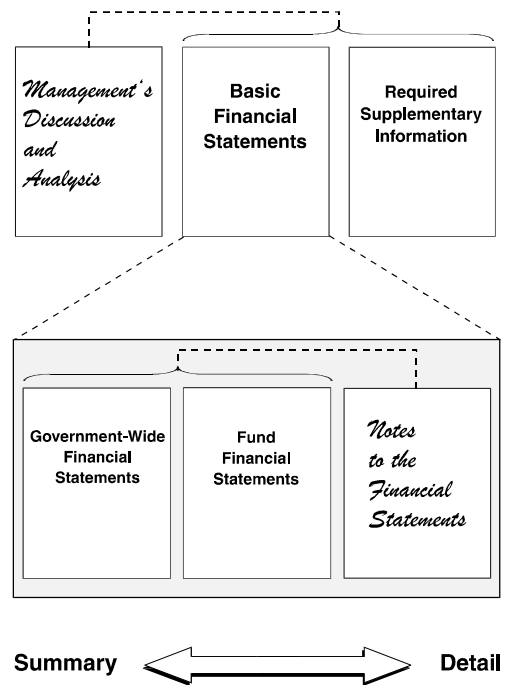 Management's
Discussion
and
Analysis
Basic
Financial
Statements
Required
Supplementary
Information
Government-Wide
Financial
Statements
Fund
Financial
Statements
Notes
to the
Financial
Statements
Summary
Detail